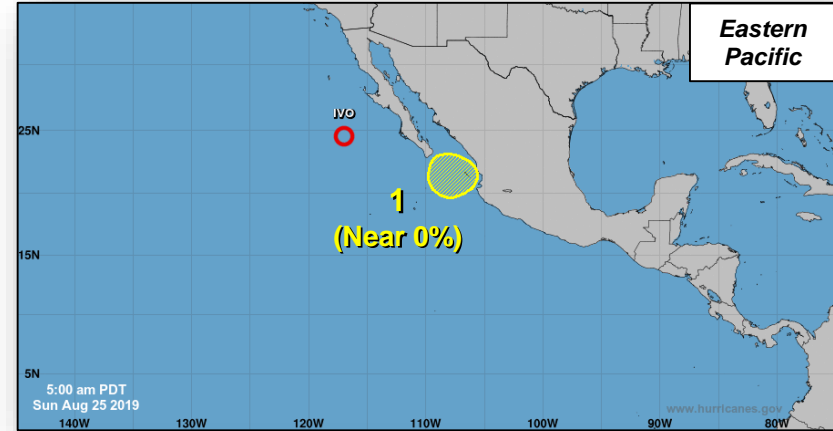 Eastern
Pacific
IVO
25N
1
(Near 0%)
15N
5N
5:00 am PDT
Sun Aug 25 2019
www.hurricanes.gov
140W 130W 120W 110W 100W 90W 80W